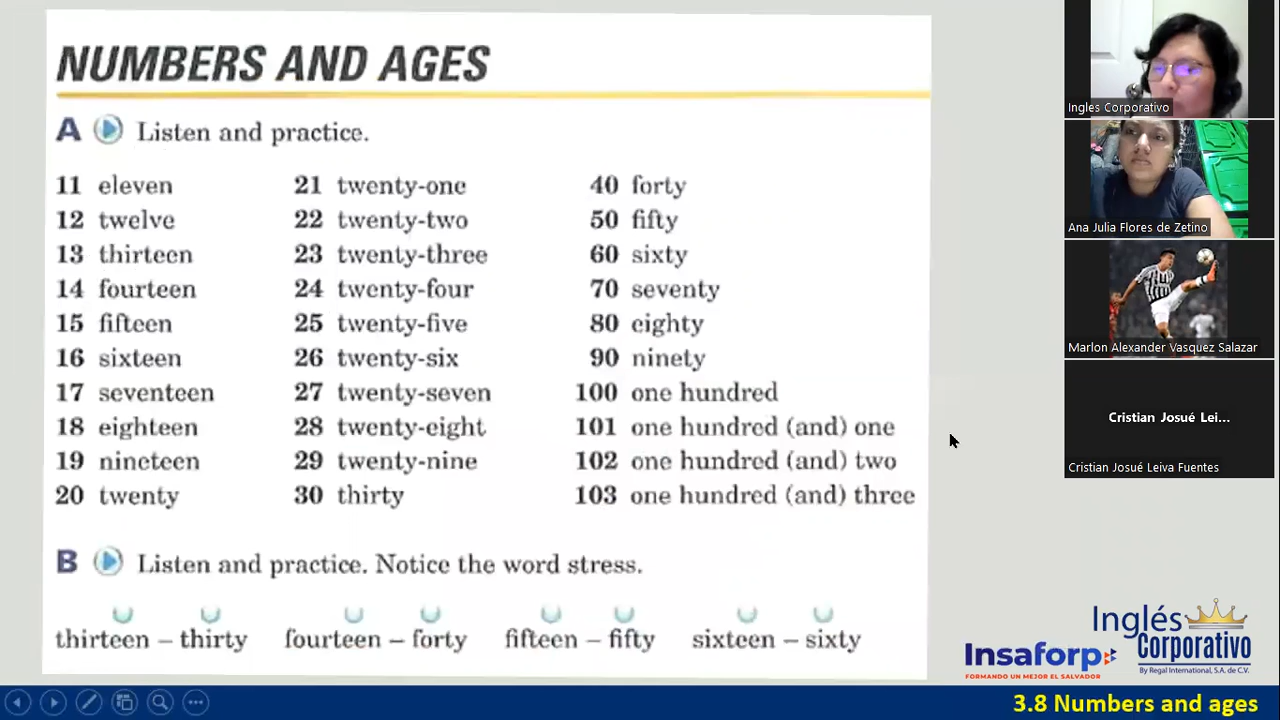 NUMBERS AND AGES
A Listen and practice.
11 eleven 21 twenty-one 40 forty
12 twelve 22 twenty-two 50 fifty
13 thirteen 23 twenty-three 60 sixty
14 fourteen 24 twenty-four 70 seventy
15 fifteen 25 twenty-five 80 eighty
16 sixteen 26 twenty-six 90 ninety
17 seventeen 27 twenty-seven 100 one hundred
18 eighteen 28 twenty-eight 101 one hundred (and) one
19 nineteen 29 twenty-nine 102 one hundred (and) two
20 twenty 30 thirty 103 one hundred (and) three
B Listen and practice. Notice the word stress.
thirteen – thirty fourteen – forty fifteen – fifty sixteen – sixty
Ingles Corporativo
Ana Julia Flores de Zetino
Marlon Alexander Vasquez Salazar
Cristian Josué Lei...
Cristian Josué Leiva Fuentes
Insaforp
FORMANDO UN MEJOR EL SALVADOR
Inglés
Corporativo
By Regal International, S.A. de C.V.
3.8 Numbers and ages